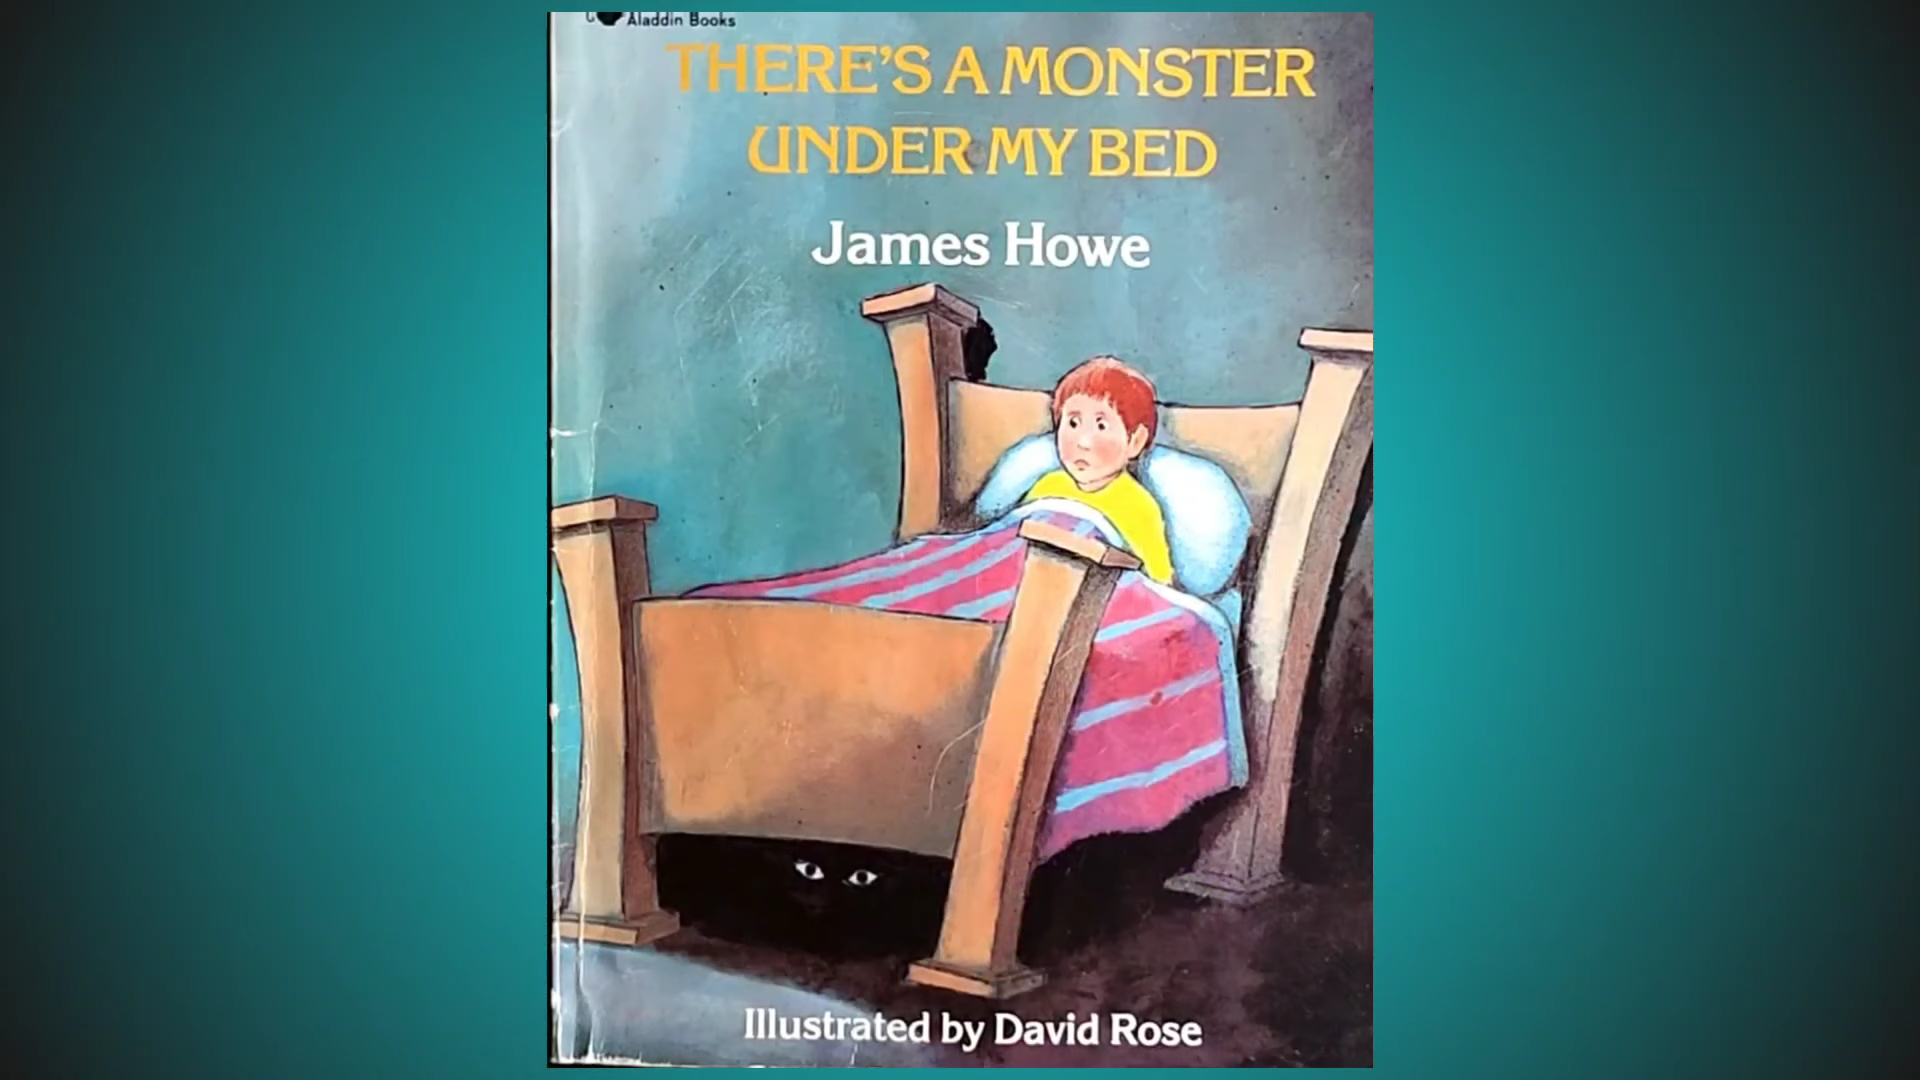 Aladdin Books
THERE'S A MONSTER
UNDER MY BED
James Howe
Illustrated by David Rose